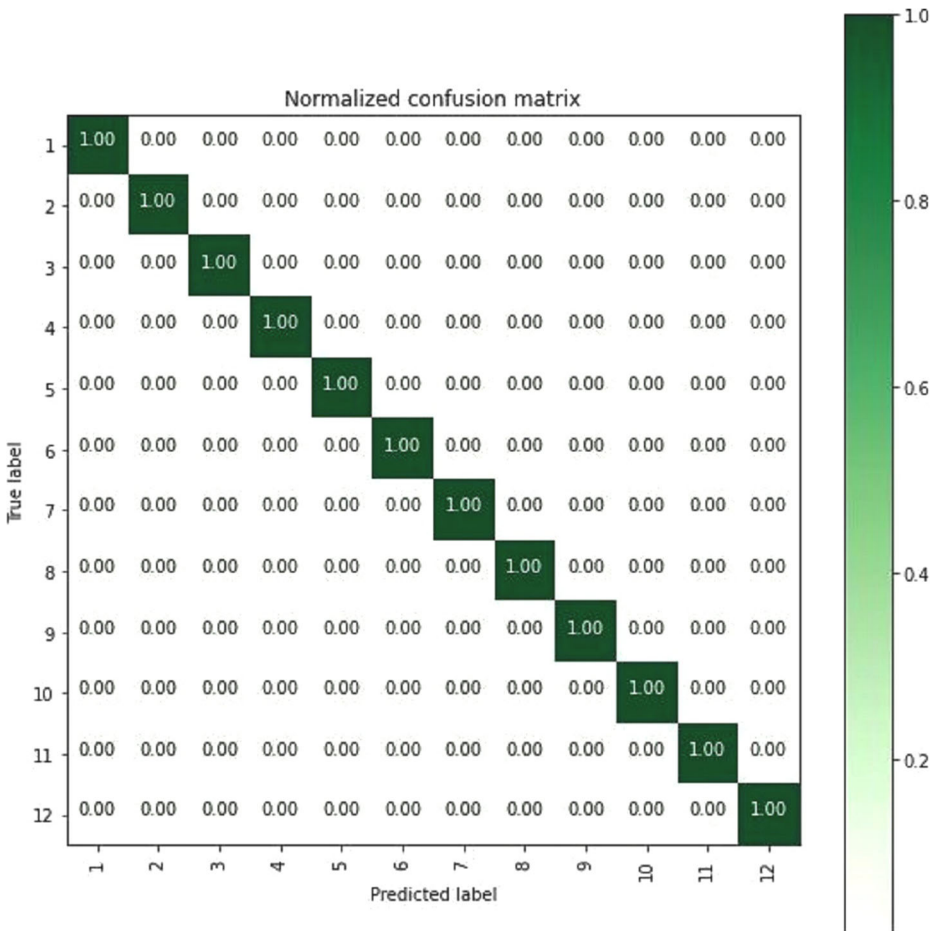 Normalized confusion matrix
1.0
1 1.00 0.00 0.00 0.00 0.00 0.00 0.00 0.00 0.00 0.00 0.00 0.00
2 0.00 1.00 0.00 0.00 0.00 0.00 0.00 0.00 0.00 0.00 0.00 0.00
0.8
3 0.00 0.00 1.00 0.00 0.00 0.00 0.00 0.00 0.00 0.00 0.00 0.00
4 0.00 0.00 0.00 1.00 0.00 0.00 0.00 0.00 0.00 0.00 0.00 0.00
5 0.00 0.00 0.00 0.00 1.00 0.00 0.00 0.00 0.00 0.00 0.00 0.00
0.6
6 0.00 0.00 0.00 0.00 0.00 1.00 0.00 0.00 0.00 0.00 0.00 0.00
True label
7 0.00 0.00 0.00 0.00 0.00 0.00 1.00 0.00 0.00 0.00 0.00 0.00
8 0.00 0.00 0.00 0.00 0.00 0.00 0.00 1.00 0.00 0.00 0.00 0.00
0.4
9 0.00 0.00 0.00 0.00 0.00 0.00 0.00 0.00 1.00 0.00 0.00 0.00
10 0.00 0.00 0.00 0.00 0.00 0.00 0.00 0.00 0.00 1.00 0.00 0.00
11 0.00 0.00 0.00 0.00 0.00 0.00 0.00 0.00 0.00 0.00 1.00 0.00
0.2
12 0.00 0.00 0.00 0.00 0.00 0.00 0.00 0.00 0.00 0.00 0.00 1.00
1 2 3 4 5 6 7 8 9 10 11 12
Predicted label